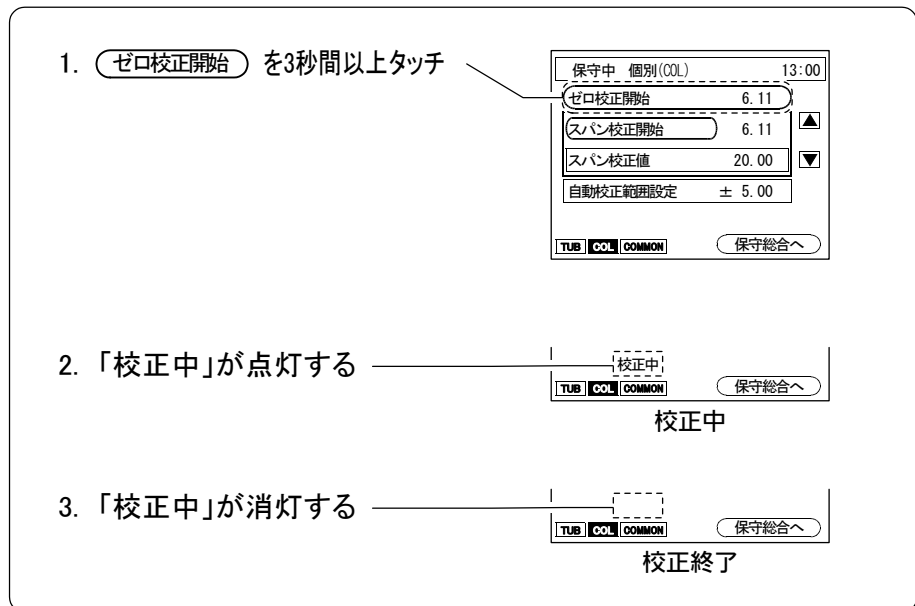 1. ゼロ校正開始 を3秒間以上タッチ
保守中 個別(COL) 13:00
ゼロ校正開始 6.11
スパン校正開始 6.11
▲
スパン校正値 20.00
▼
自動校正範囲設定 ± 5.00
TUB COL COMMON 保守総合へ
2. 「校正中」が点灯する
校正中
TUB COL COMMON 保守総合へ
校正中
3. 「校正中」が消灯する
TUB COL COMMON 保守総合へ
校正終了